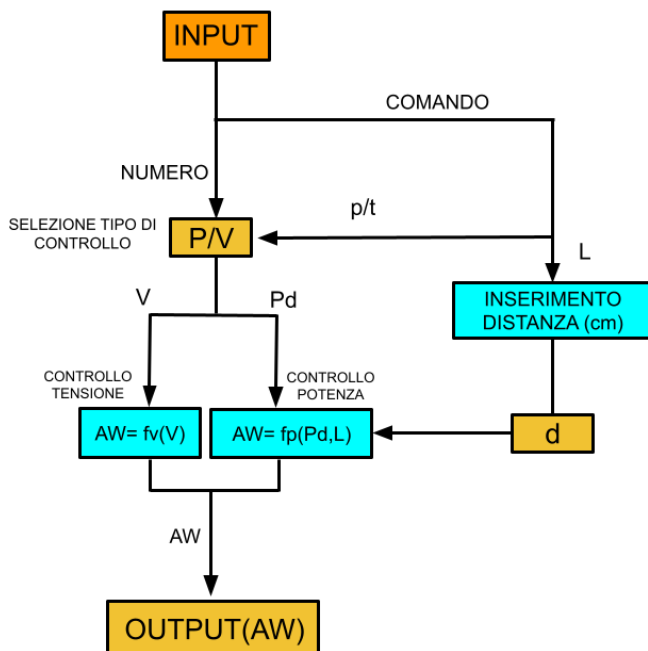 INPUT
COMANDO
NUMERO
p/t
SELEZIONE TIPO DI
CONTROLLO
P/V
L
INSERIMENTO
DISTANZA (cm)
V
Pd
CONTROLLO
TENSIONE
CONTROLLO
POTENZA
AW= fv(V)
AW= fp(Pd,L)
d
AW
OUTPUT(AW)